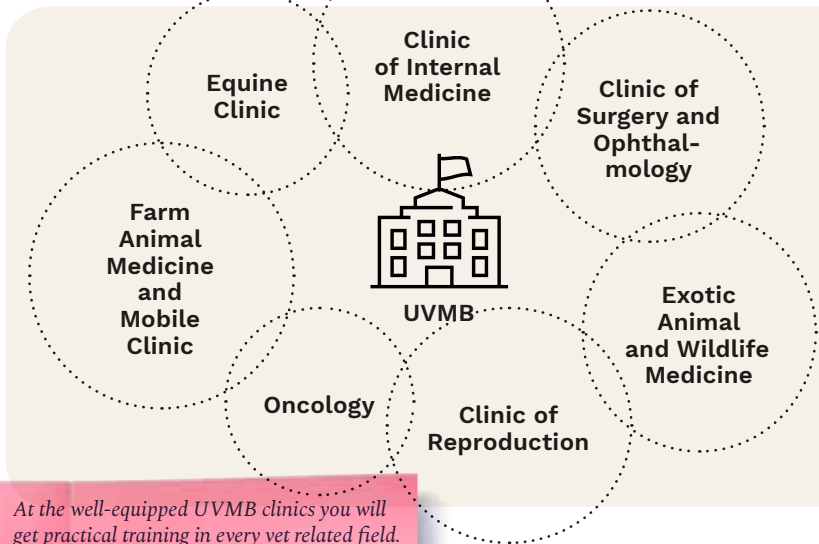 Clinic
of Internal
Medicine
Equine
Clinic
Clinic of
Surgery and
Ophthal-
mology
Farm
Animal
Medicine
and
Mobile
Clinic
UVMB
Exotic
Animal
and Wildlife
Medicine
Oncology
Clinic of
Reproduction
At the well-equipped UVMB clinics you will
get practical training in every vet related field.